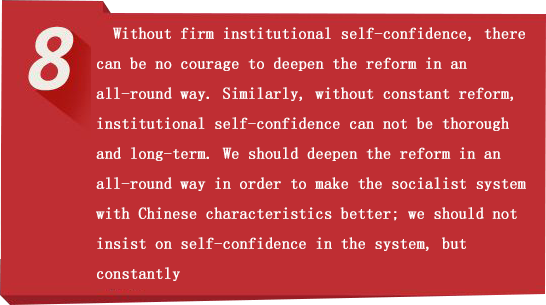 8
Without firm institutional self-confidence, there
can be no courage to deepen the reform in an
all-round way. Similarly, without constant reform,
institutional self-confidence can not be thorough
and long-term. We should deepen the reform in an
all-round way in order to make the socialist system
with Chinese characteristics better; we should not
insist on self-confidence in the system, but
constantly